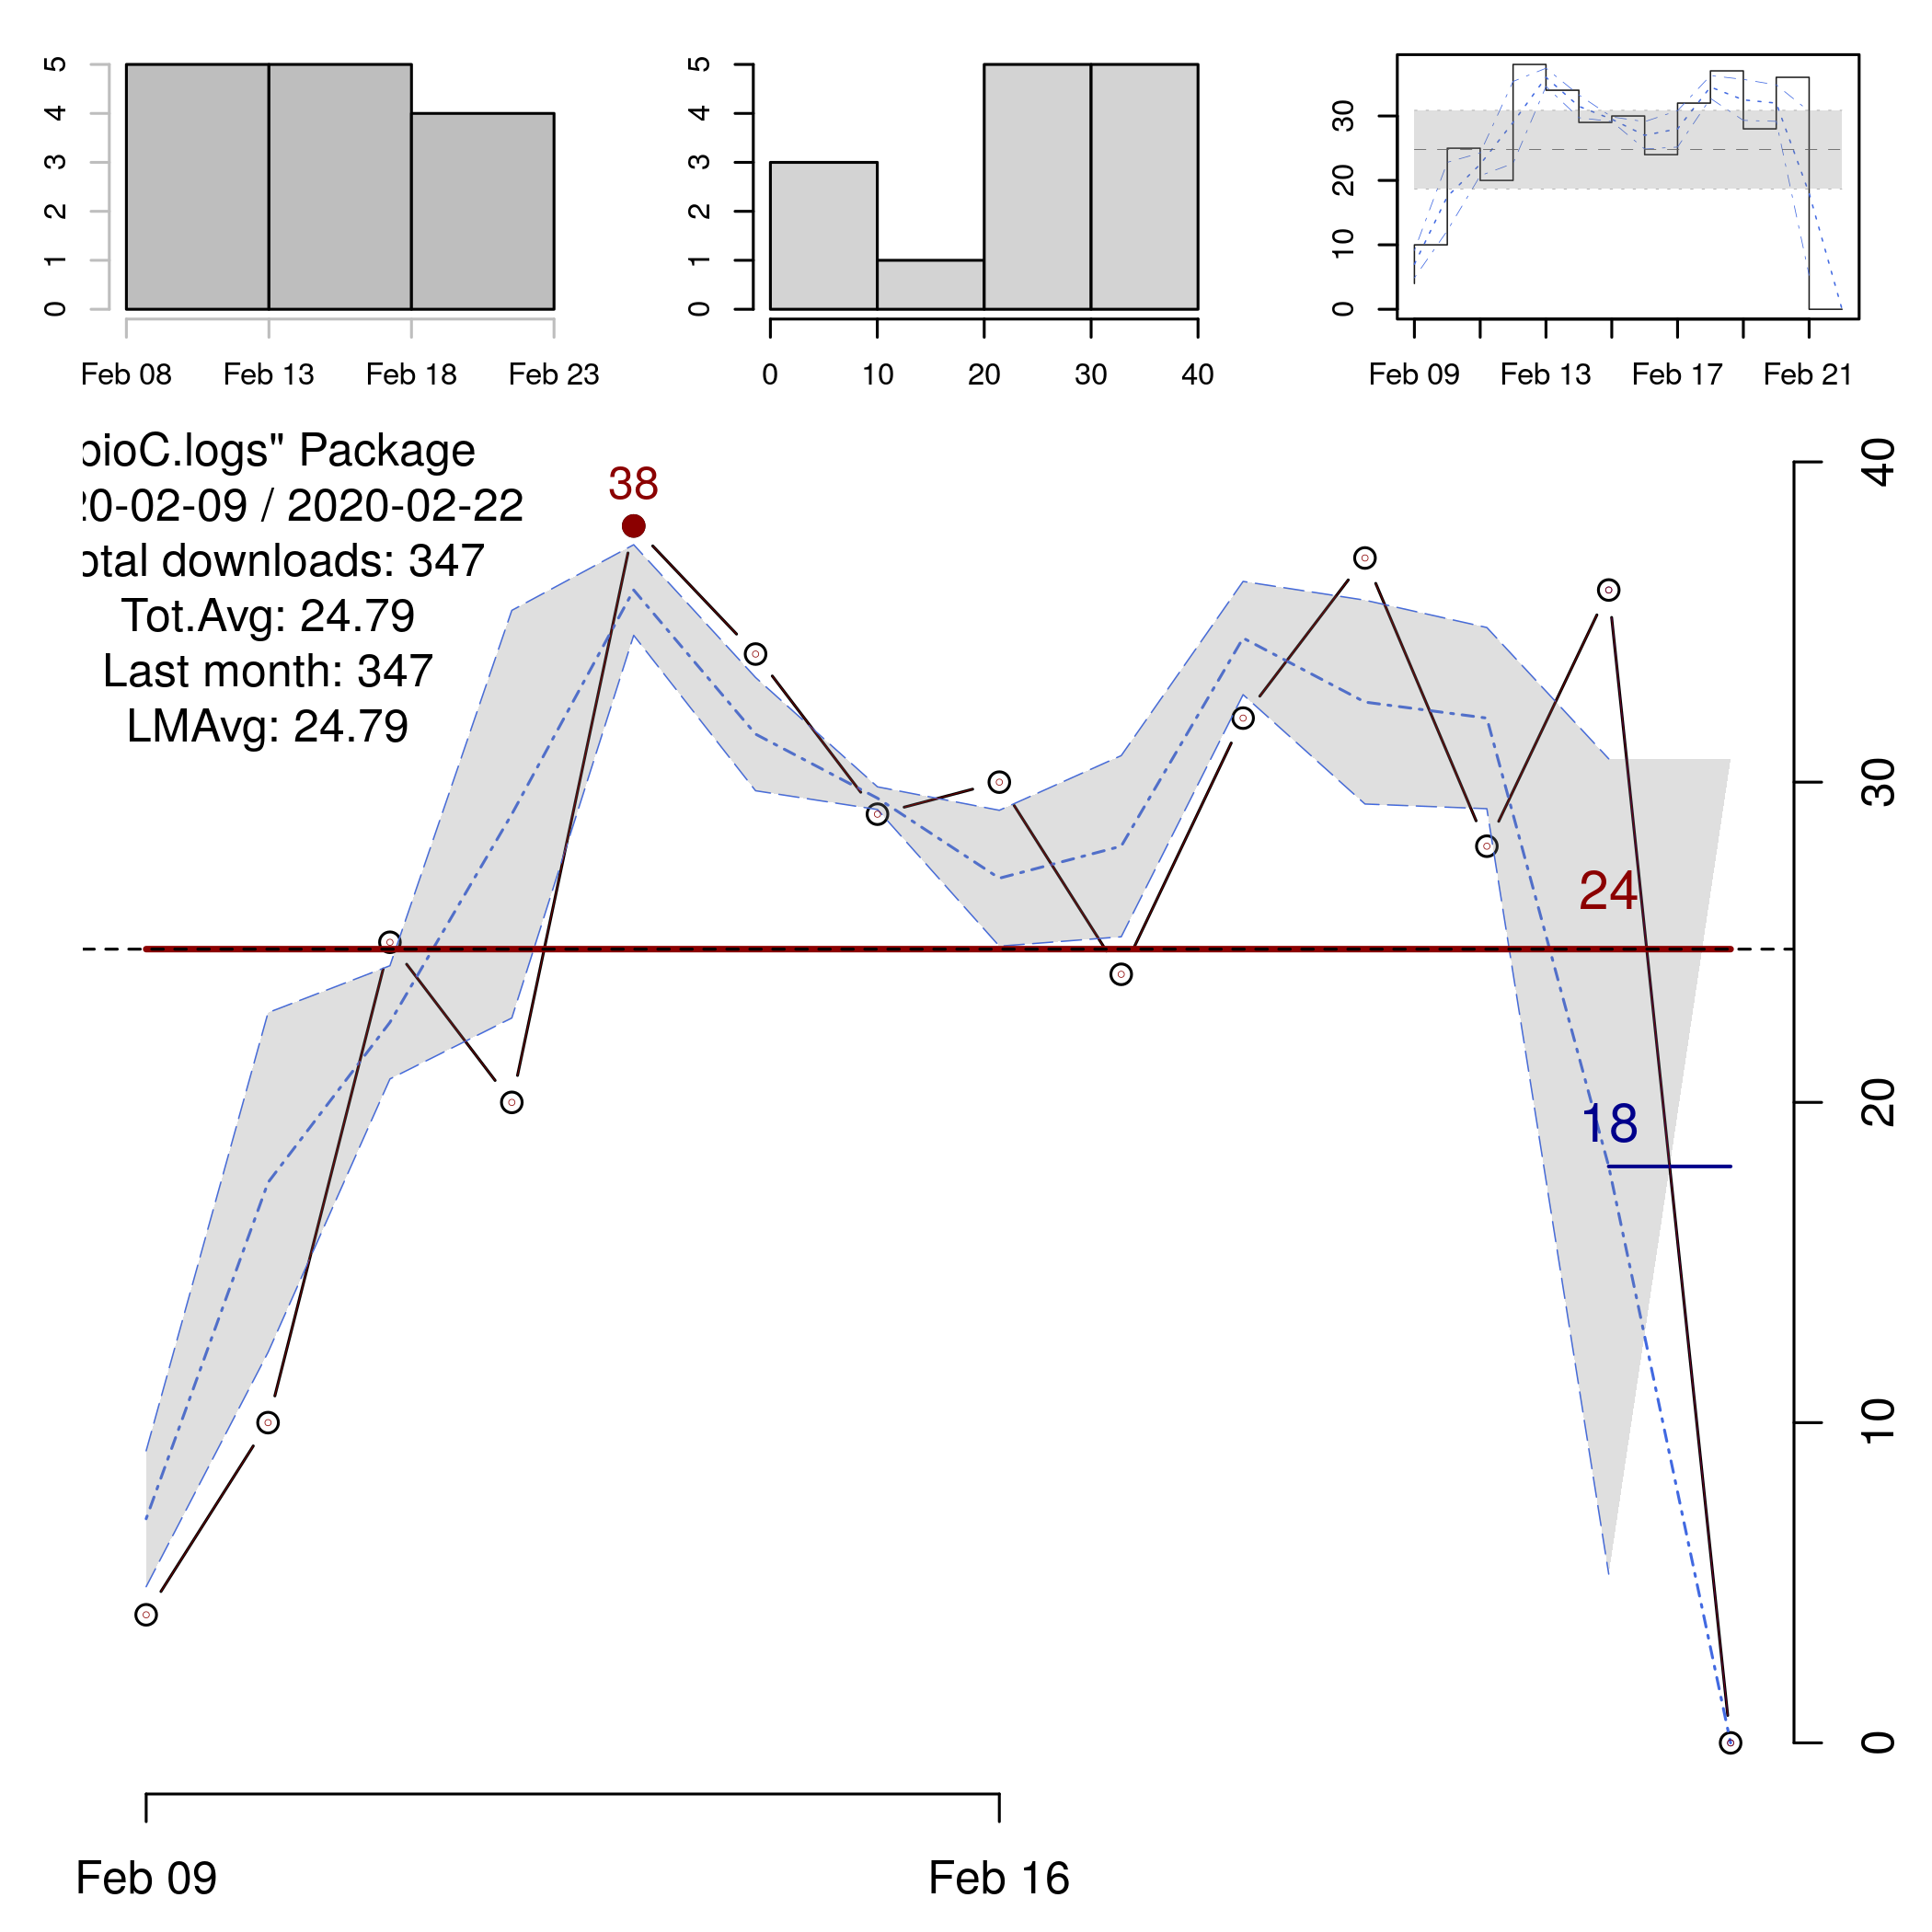 5
4
3
2
1
0
Feb 08 Feb 13 Feb 18 Feb 23
5
4
3
2
1
0
0 10 20 30 40
30
20
10
0
Feb 09 Feb 13 Feb 17 Feb 21
bioC.logs" Package
20-02-09 / 2020-02-22
otal downloads: 347
Tot.Avg: 24.79
Last month: 347
LMAvg: 24.79
38
24
18
40
30
20
10
0
Feb 09 Feb 16